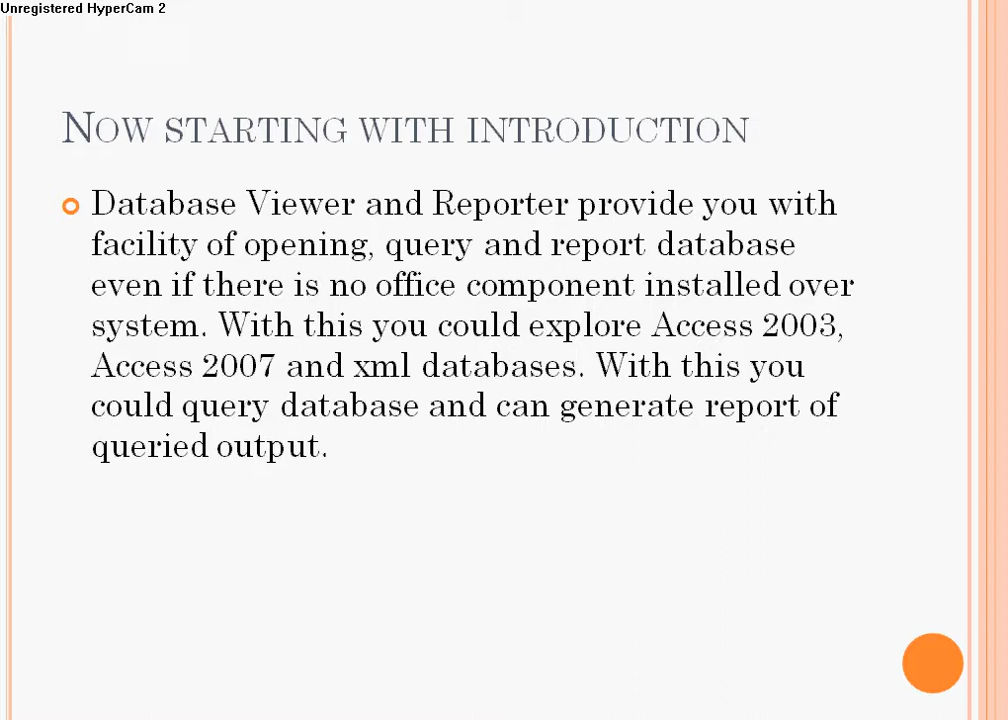 Unregistered HyperCam 2
NOW STARTING WITH INTRODUCTION
Database Viewer and Reporter provide you with
facility of opening, query and report database
even if there is no office component installed over
system. With this you could explore Access 2003,
Access 2007 and xml databases. With this you
could query database and can generate report of
queried output.